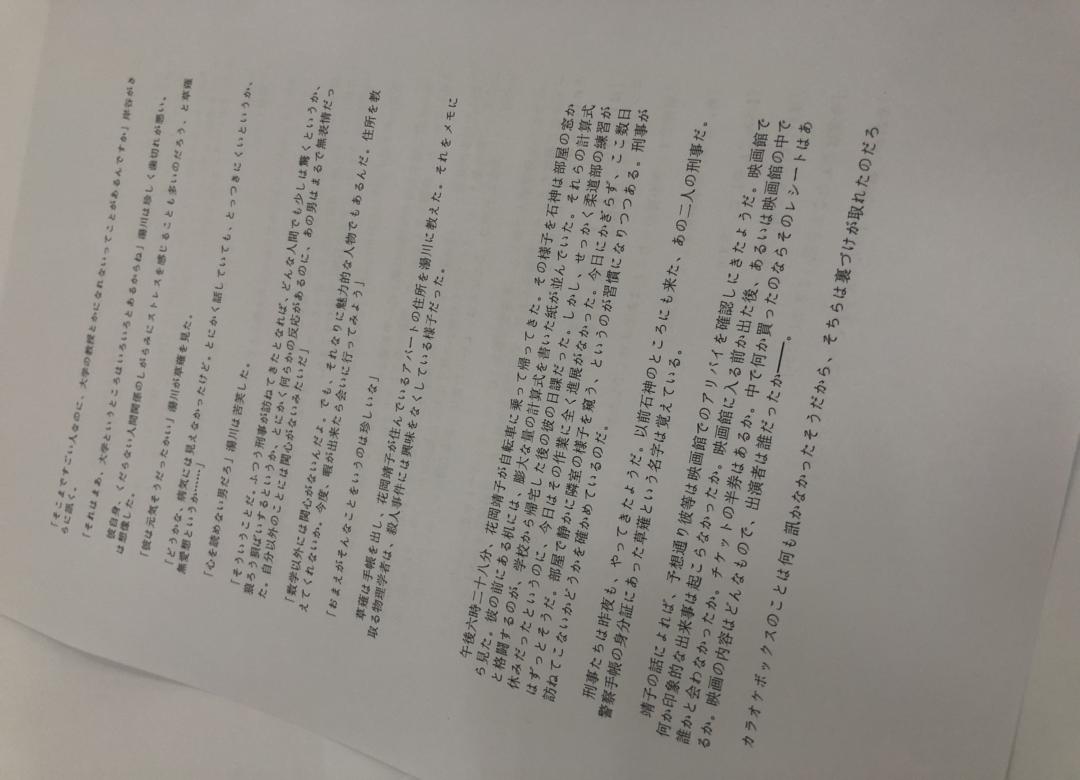 「そこまですごい人なのに、大学の教授とかになれないってことがあるんですか」岸谷がさ
らに訊く。
「それはまあ、大学というところはいろいろとあるからね」湯川は珍しく歯切れが悪い。
彼自身、くだらない人間関係のしがらみにストレスを感じることも多いのだろう、と草薙
は想像した。
「彼は元気そうだったかい」湯川が草薙を見た。
「どうかな、病気には見えなかったけど。とにかく話していても、とっつきにくいというか、
無愛想というか……」
「心を読めない男だろ」湯川は苦笑した。
「そういうことだ。ふつう刑事が訪ねてきたとなれば、どんな人間でも少しは驚くというか、
狼ろう狽ばいするというか、とにかく何らかの反応があるのに、あの男はまるで無表情だっ
た。自分以外のことには関心がないみたいだ」
「数学以外には関心がないんだよ。でも、それなりに魅力的な人物でもあるんだ。住所を教
えてくれないか。今度、暇が出来たら会いに行ってみよう」
「おまえがそんなことをいうのは珍しいな」
草薙は手帳を出し、花岡靖子が住んでいるアパートの住所を湯川に教えた。それをメモに
取る物理学者は、殺人事件には興味をなくしている様子だった。
午後六時二十八分、花岡靖子が自転車に乗って帰ってきた。その様子を石神は部屋の窓か
ら見た。彼の前にある机には、膨大な量の計算式を書いた紙が並んでいた。それらの計算式
と格闘するのが、学校から帰宅した後の彼の日課だった。しかし、せっかく柔道部の練習が
休みだったというのに、今日はその作業に全く進展がなかった。今日にかぎらず、ここ数日
はずっとそうだ。部屋で静かに隣室の様子を窺う、というのが習慣になりつつある。刑事が
訪ねてこないかどうかを確かめているのだ。
刑事たちは昨夜も、やってきたようだ。以前石神のところにも来た、あの二人の刑事だ。
警察手帳の身分証にあった草薙という名字は覚えている。
靖子の話によれば、予想通り彼等は映画館でのアリバイを確認しにきたようだ。映画館で
何か印象的な出来事は起こらなかったか。映画館に入る前か出た後、あるいは映画館の中で
誰かと会わなかったか。チケットの半券はあるか。中で何か買ったのならそのレシートはあ
るか。映画の内容はどんなもので、出演者は誰だったか――。
カラオケボックスのことは何も訊かなかったそうだから、そちらは裏づけが取れたのだろ